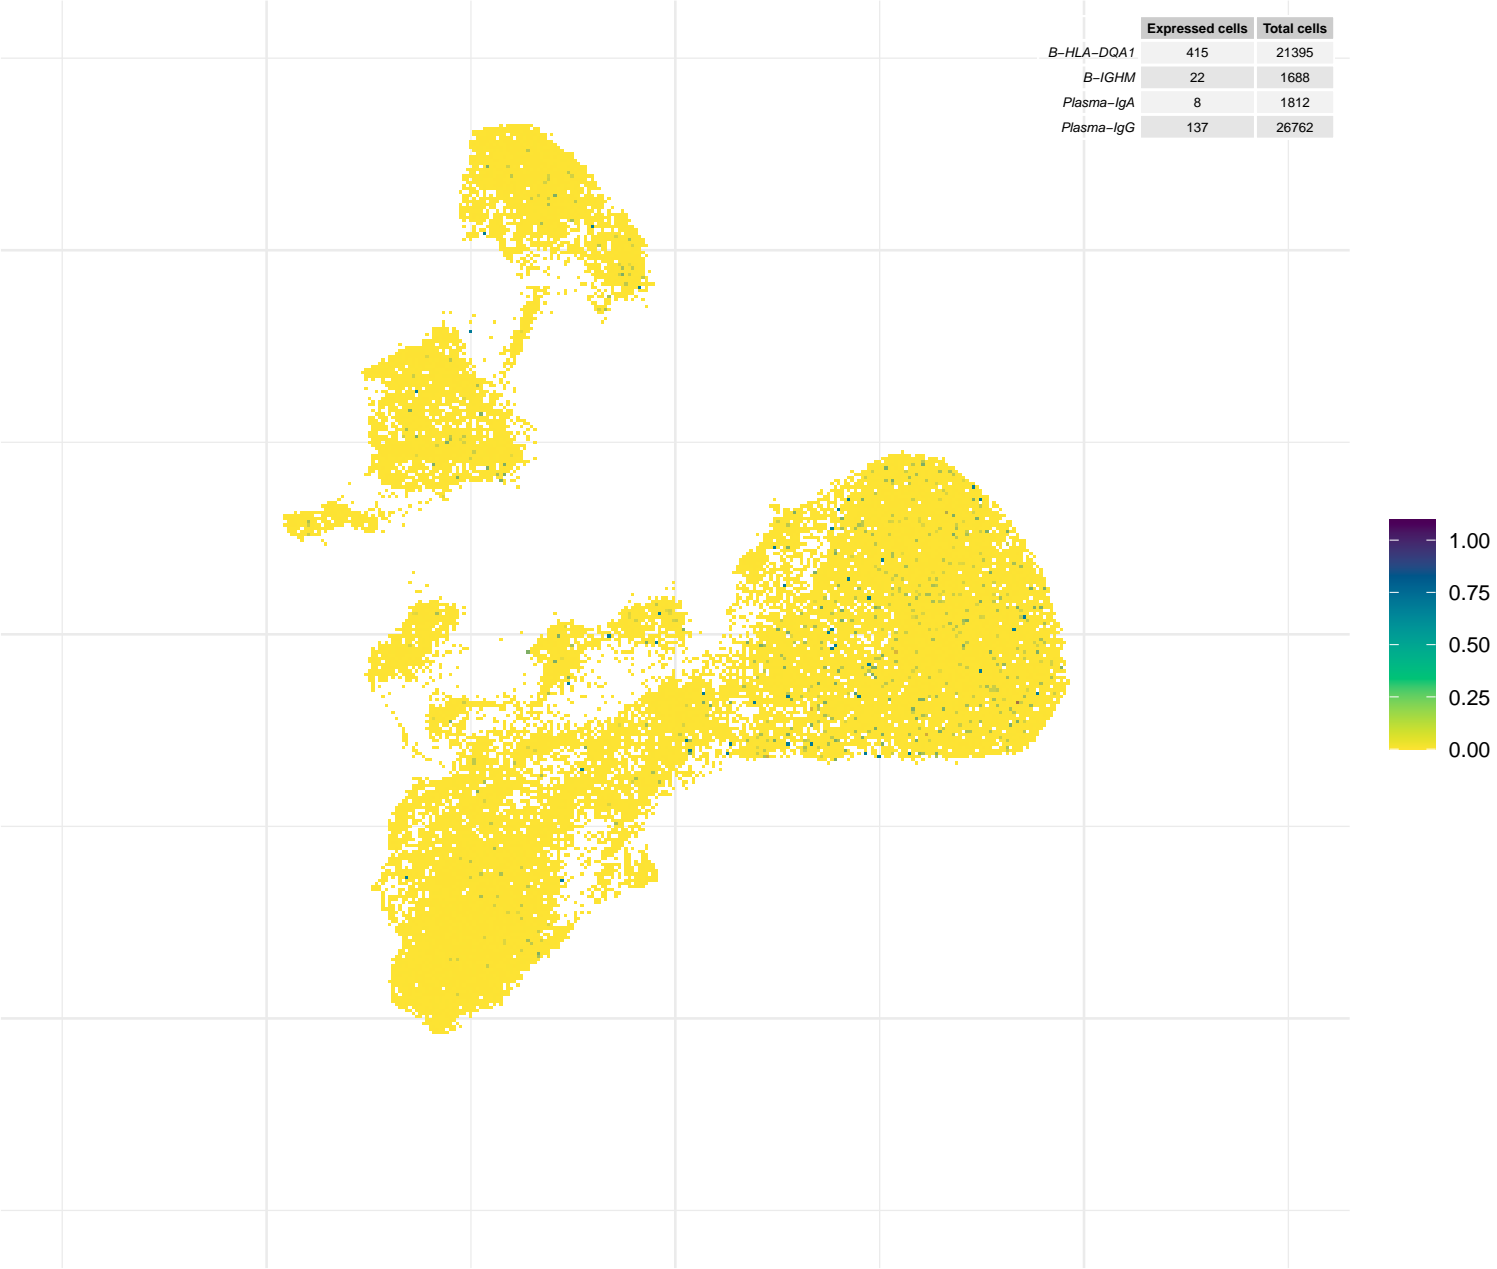 Expressed cells Total cells
B−HLA−DQA1 415 21395
B−IGHM 22 1688
Plasma−IgA 8 1812
Plasma−IgG 137 26762
1.00
0.75
0.50
0.25
0.00